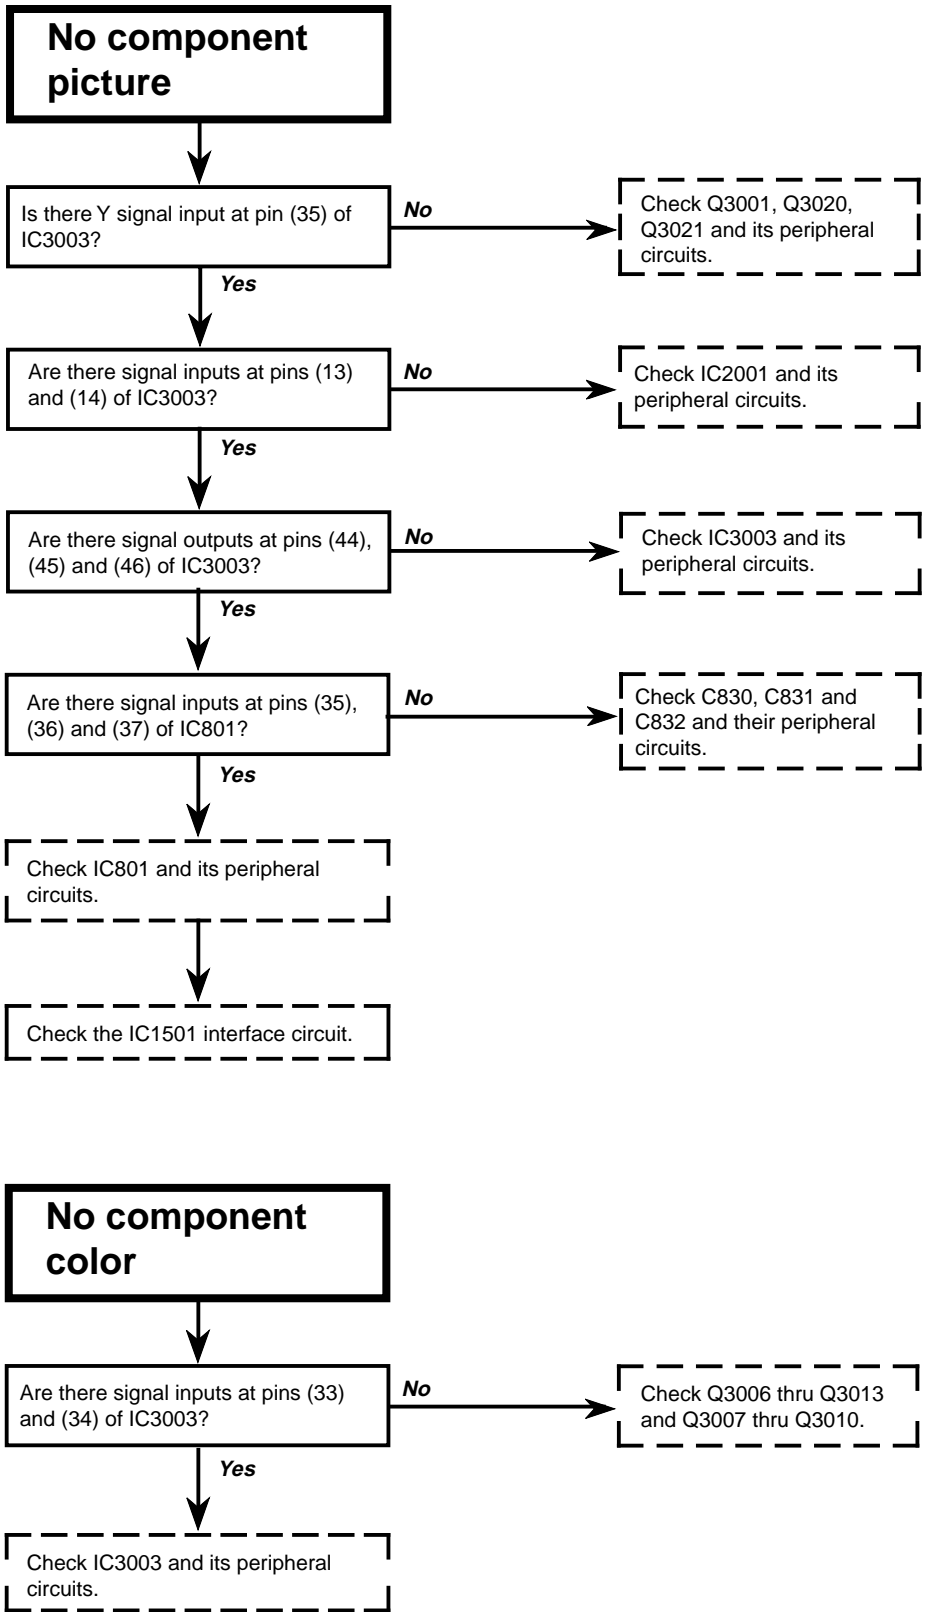 No component
picture
Is there Y signal input at pin (35) of
IC3003?
No
Check Q3001, Q3020,
Q3021 and its peripheral
circuits.
Yes
Are there signal inputs at pins (13)
and (14) of IC3003?
No
Check IC2001 and its
peripheral circuits.
Yes
Are there signal outputs at pins (44),
(45) and (46) of IC3003?
No
Check IC3003 and its
peripheral circuits.
Yes
Are there signal inputs at pins (35),
(36) and (37) of IC801?
No
Check C830, C831 and
C832 and their peripheral
circuits.
Yes
Check IC801 and its peripheral
circuits.
Check the IC1501 interface circuit.
No component
color
Are there signal inputs at pins (33)
and (34) of IC3003?
No
Check Q3006 thru Q3013
and Q3007 thru Q3010.
Yes
Check IC3003 and its peripheral
circuits.